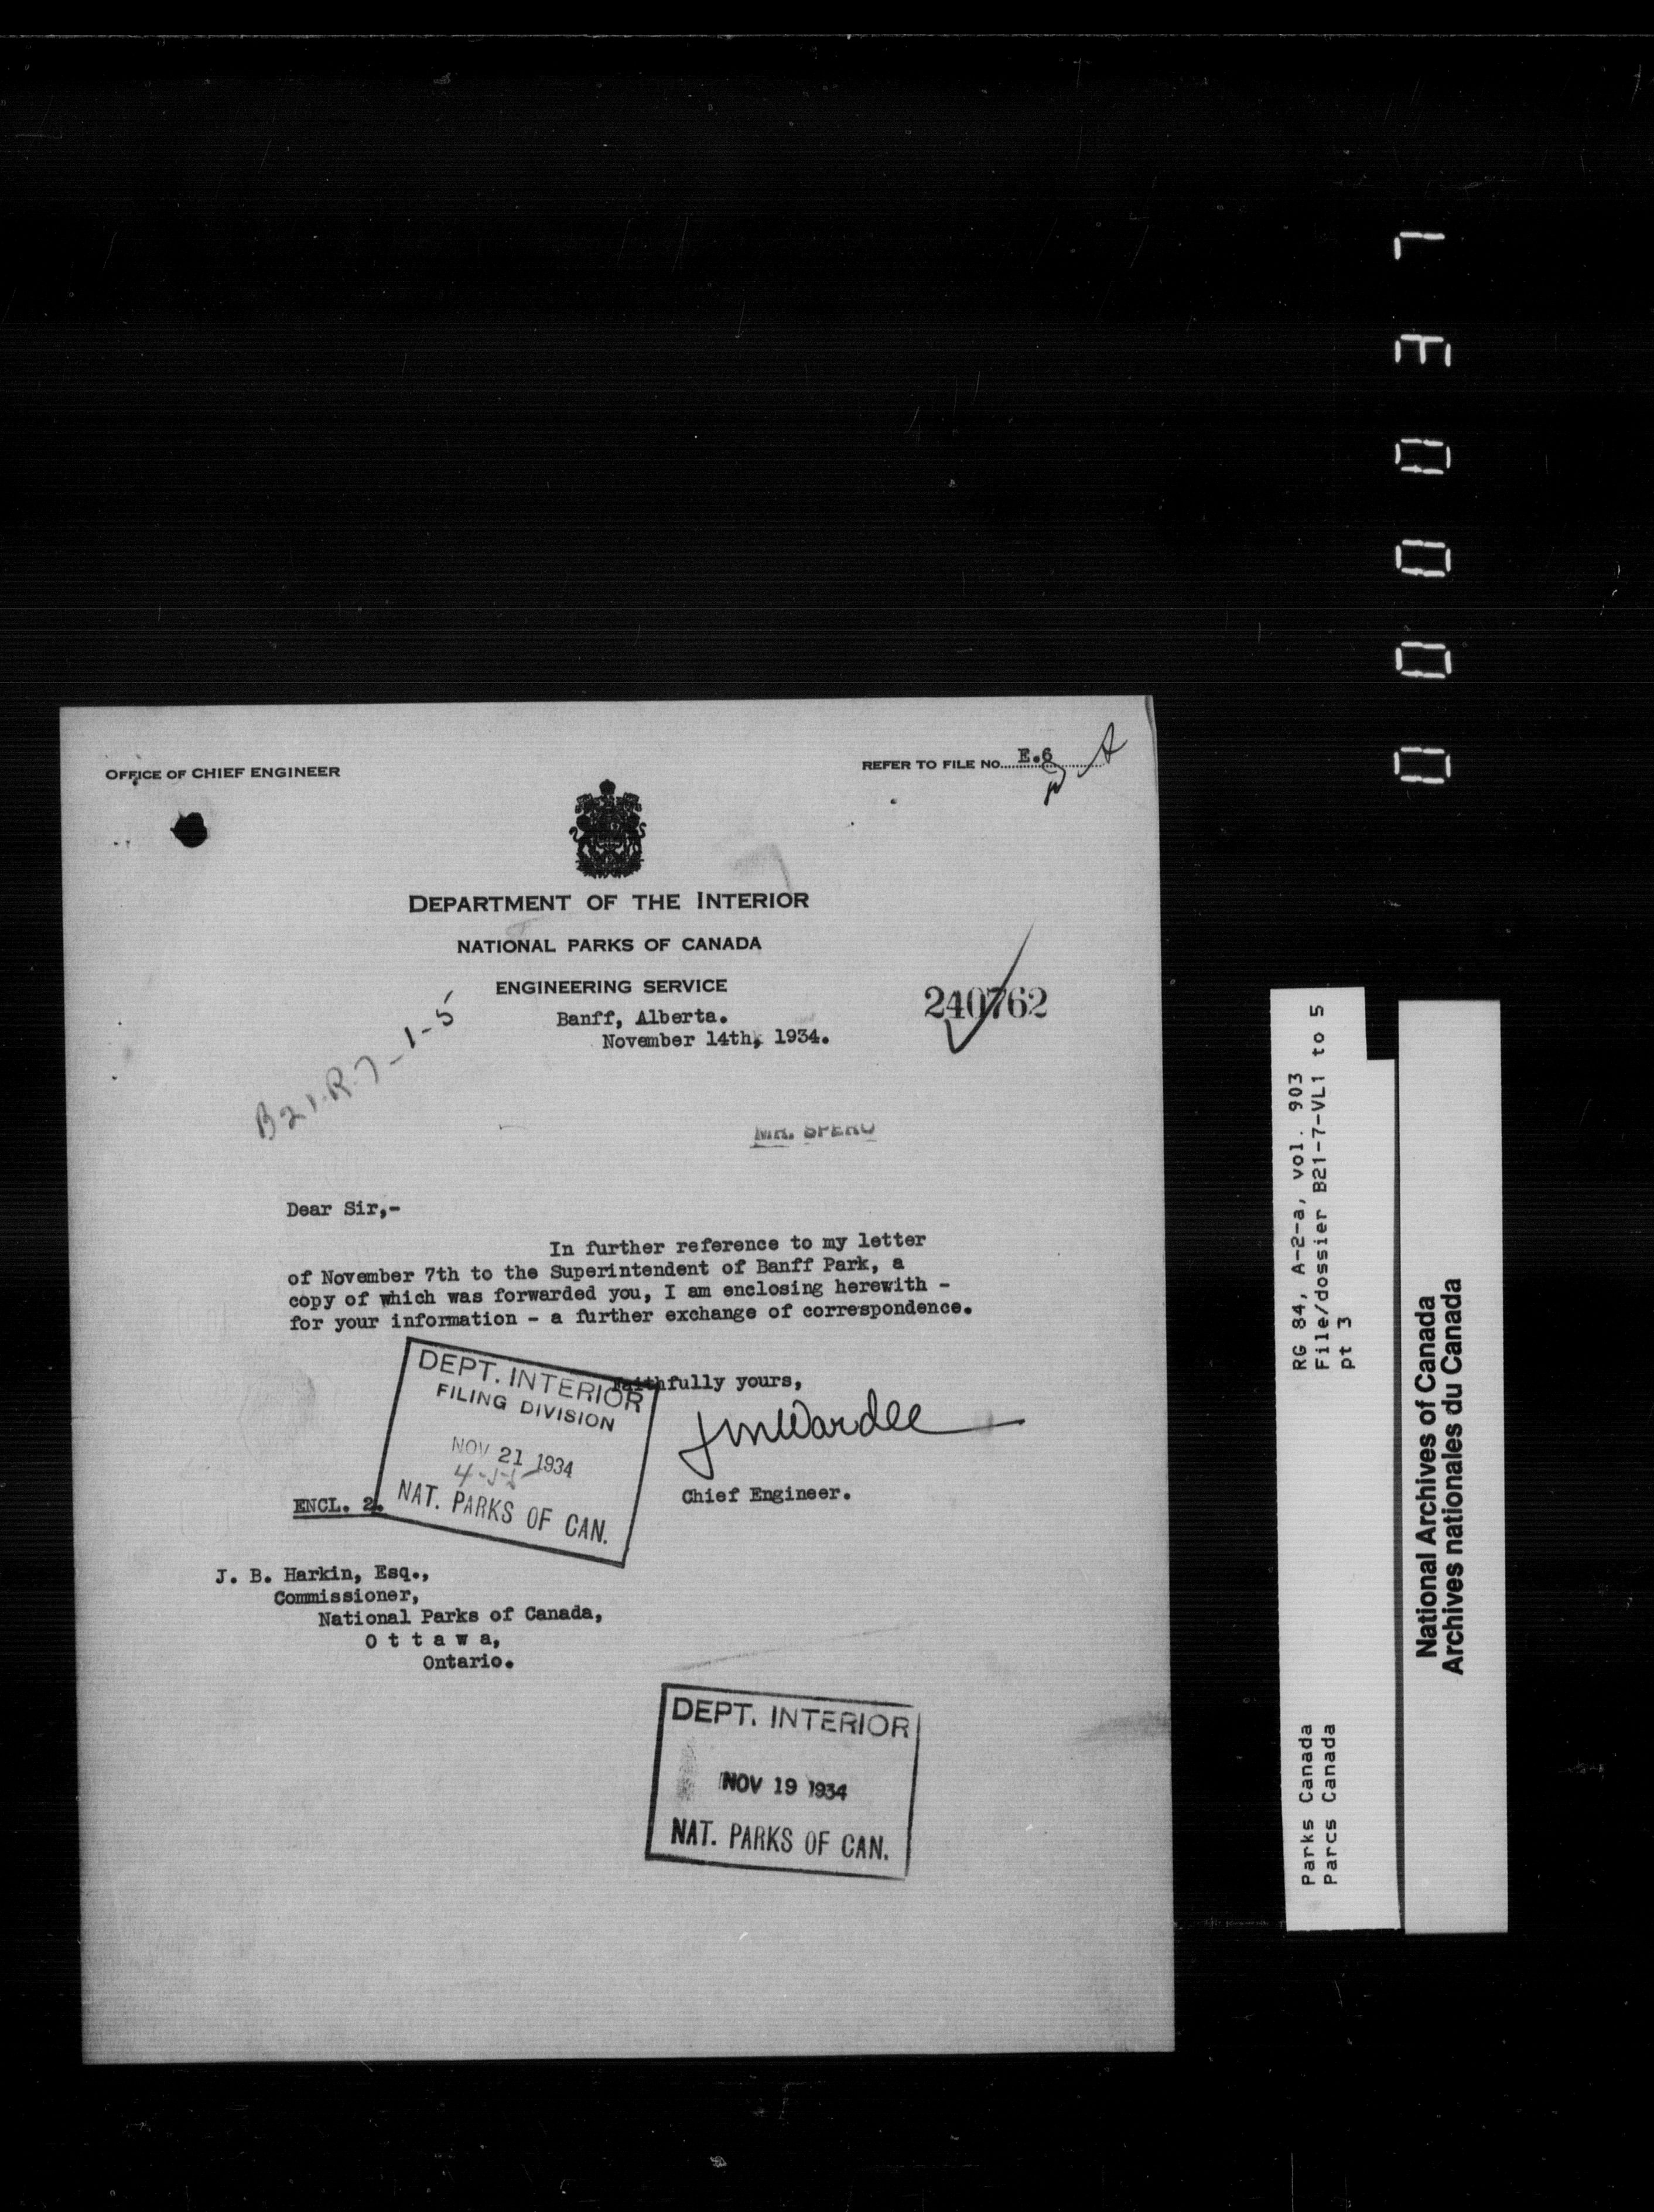 OFFICE OF CHIEF ENGINEER
REFER TO FILE NO. E.6
DEPARTMENT OF THE INTERIOR
NATIONAL PARKS OF CANADA
ENGINEERING SERVICE
Banff, Alberta.
November 14th, 1934.
240762
B21.R.7-1-5
MR. SPERO
Dear Sir,-
In further reference to my letter
of November 7th to the Superintendent of Banff Park, a
copy of which was forwarded you, I am enclosing herewith -
for your information - a further exchange of correspondence.
Faithfully yours,
JMWardle
Chief Engineer.
DEPT. INTERIOR
FILING DIVISION
NOV 21 1934
NAT. PARKS OF CAN.
ENCL. 2.
J. B. Harkin, Esq.,
Commissioner,
National Parks of Canada,
O t t a w a,
Ontario.
DEPT. INTERIOR
NOV 19 1934
NAT. PARKS OF CAN.
RG 84, A-2-a, vol. 903
File/dossier B21-7-VL1 to 5
pt 3
Parks Canada
Parcs Canada
National Archives of Canada
Archives nationales du Canada